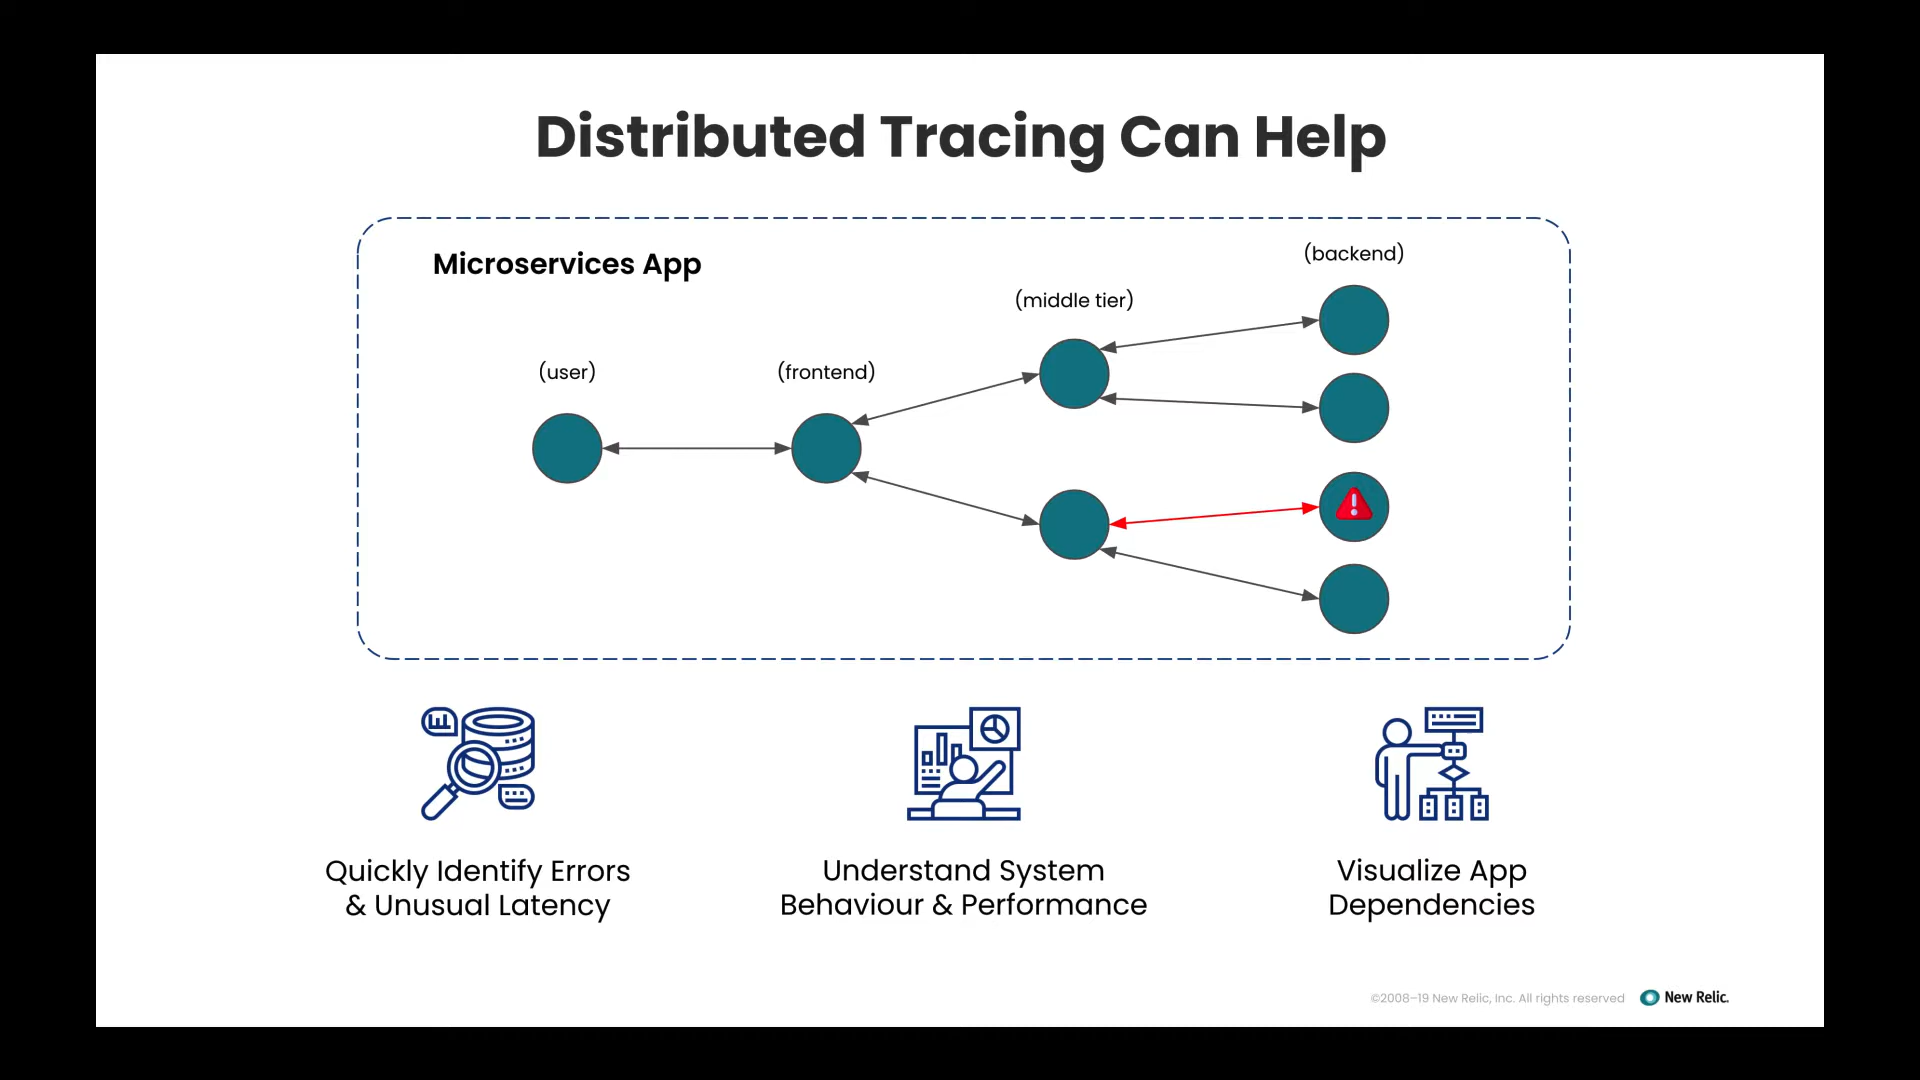 Distributed Tracing Can Help
Microservices App
(backend)
(middle tier)
(user)
(frontend)
Quickly Identify Errors
& Unusual Latency
Understand System
Behaviour & Performance
Visualize App
Dependencies
©2008–19 New Relic, Inc. All rights reserved
New Relic.